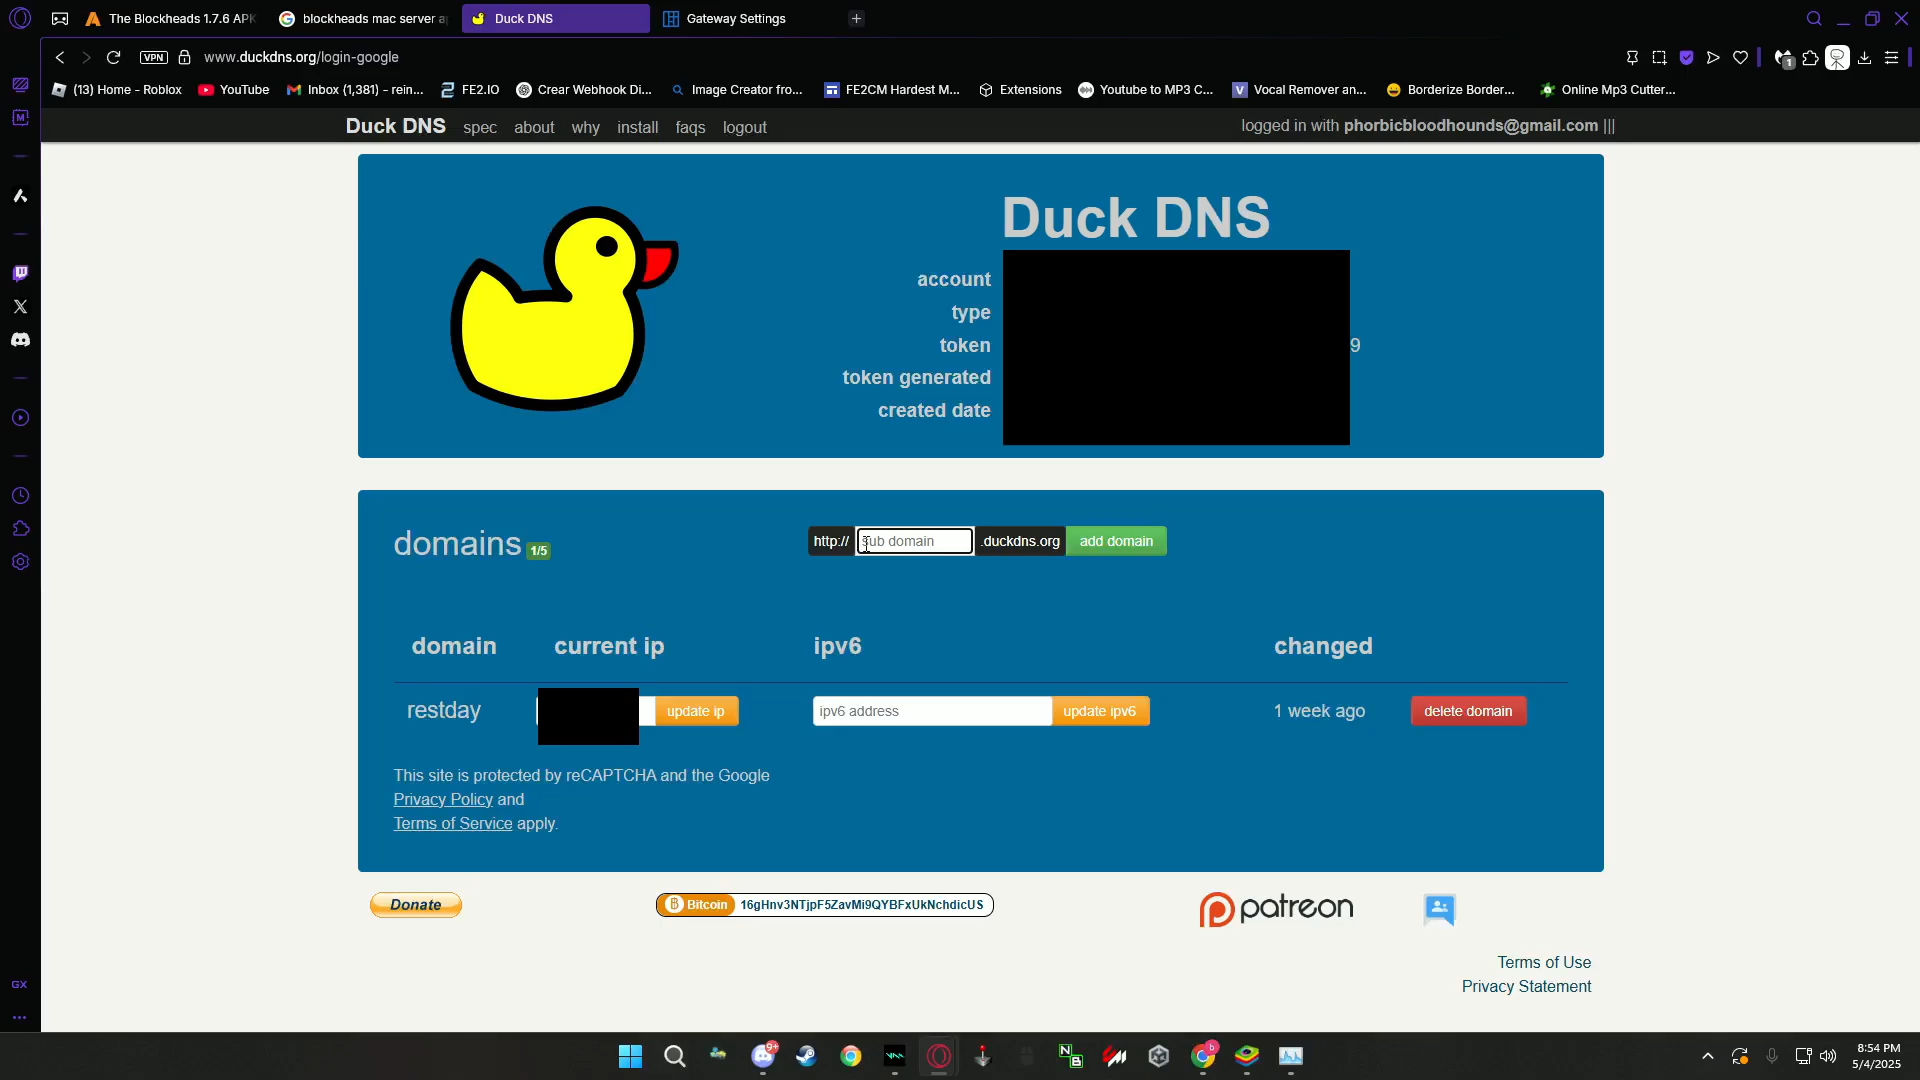 The Blockheads 1.7.6 APK
blockheads mac server a
Duck DNS
Gateway Settings
VPN
www.duckdns.org/login-google
1
(13) Home - Roblox
YouTube
Inbox (1,381) - rein...
FE2.IO
Crear Webhook Di...
Image Creator fro...
FE2CM Hardest M...
Extensions
Youtube to MP3 C...
Vocal Remover an...
Borderize Border...
Online Mp3 Cutter...
Duck DNS spec about why install faqs logout
logged in with phorbicbloodhounds@gmail.com |||
Duck DNS
account
type
token 9
token generated
created date
domains 1/5
http:// sub domain .duckdns.org add domain
domain current ip ipv6 changed
restday update ip ipv6 address update ipv6 1 week ago delete domain
This site is protected by reCAPTCHA and the Google
Privacy Policy and
Terms of Service apply.
Donate
Bitcoin 16gHnv3NTjpF5ZavMi9QYBFxUkNchdicUS
patreon
Terms of Use
Privacy Statement
GX
9+
8:54 PM
5/4/2025